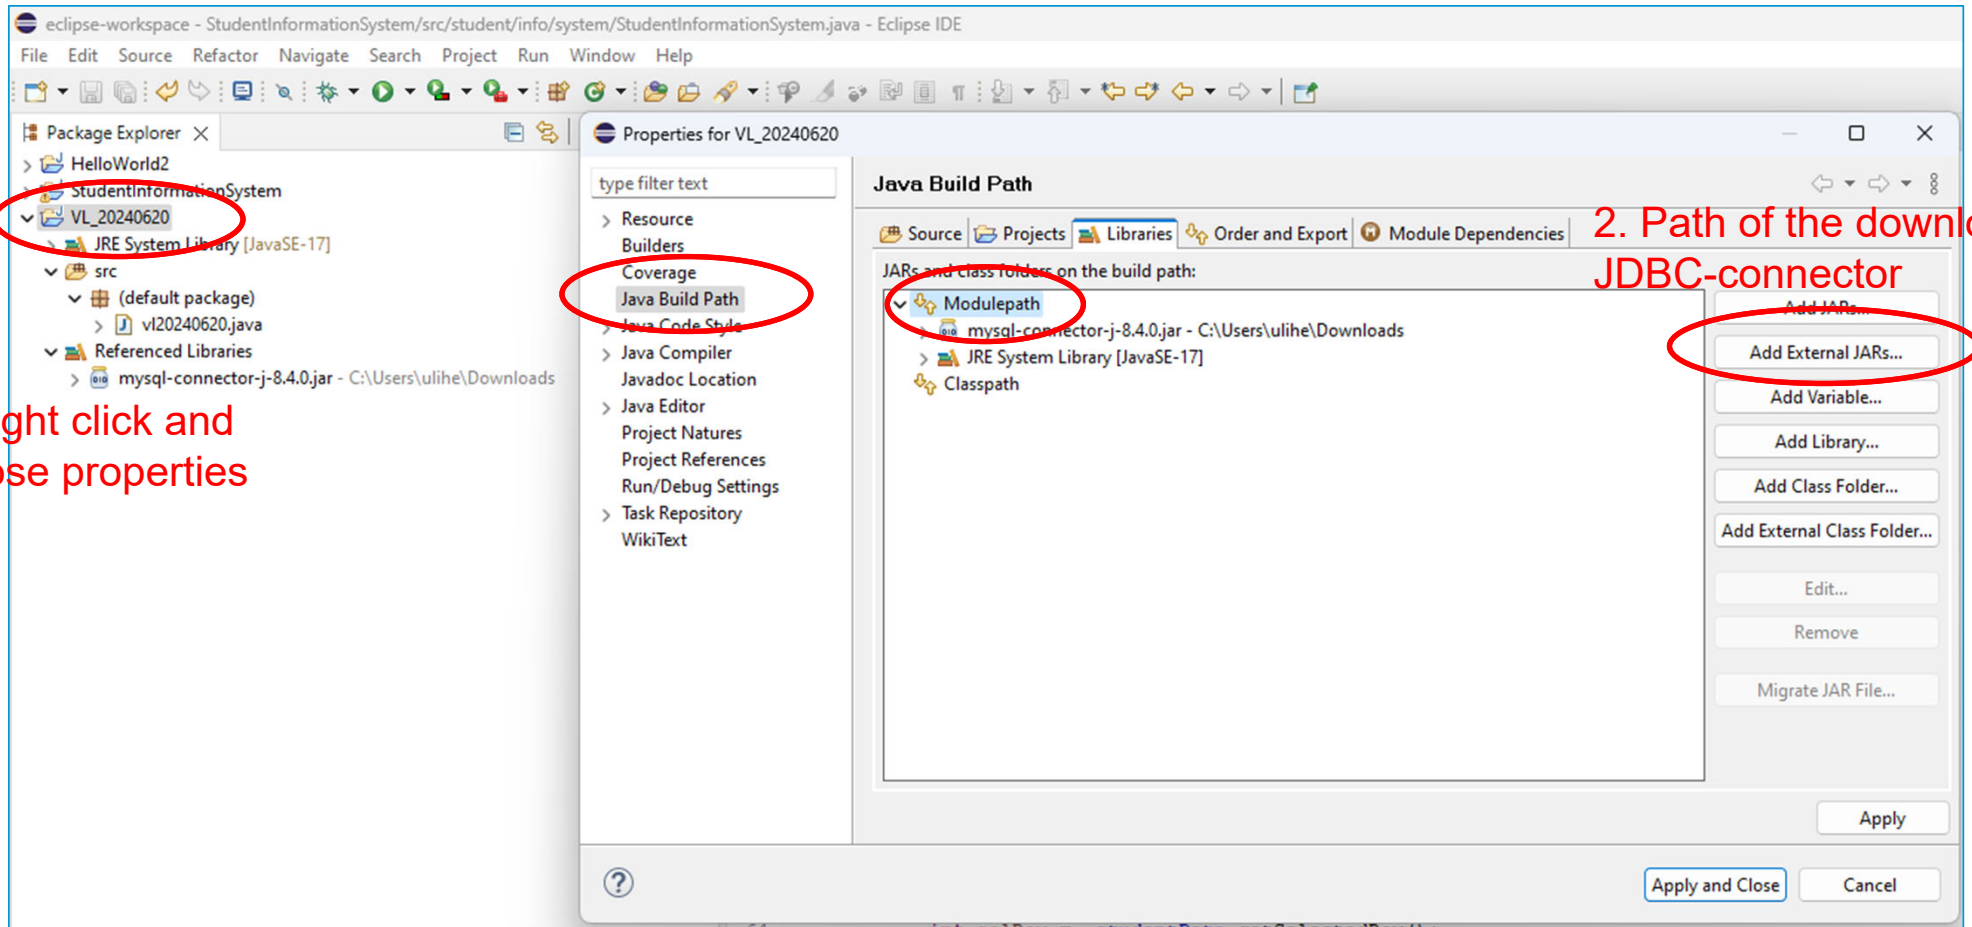 eclipse-workspace - StudentInformationSystem/src/student/info/system/StudentInformationSystem.java - Eclipse IDE
File Edit Source Refactor Navigate Search Project Run Window Help
Package Explorer
HelloWorld2
StudentInformationSystem
VL_20240620
JRE System Library [JavaSE-17]
src
(default package)
vl20240620.java
Referenced Libraries
mysql-connector-j-8.4.0.jar - C:\Users\ulihe\Downloads
ght click and
ose properties
Properties for VL_20240620
type filter text
Resource
Builders
Coverage
Java Build Path
Java Code Style
Java Compiler
Javadoc Location
Java Editor
Project Natures
Project References
Run/Debug Settings
Task Repository
WikiText
Java Build Path
Source Projects Libraries Order and Export Module Dependencies
2. Path of the downlo
JDBC-connector
JARs and class folders on the build path:
Modulepath
mysql-connector-j-8.4.0.jar - C:\Users\ulihe\Downloads
JRE System Library [JavaSE-17]
Classpath
Add JARs...
Add External JARs...
Add Variable...
Add Library...
Add Class Folder...
Add External Class Folder...
Edit...
Remove
Migrate JAR File...
Apply
Apply and Close Cancel